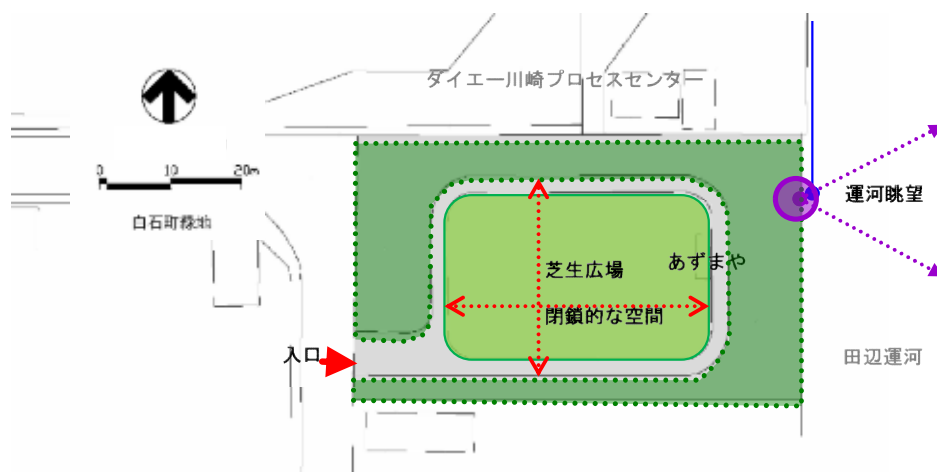 ダイエー川崎プロセスセンター
0 10 20m
白石町緑地
運河眺望
あずまや
芝生広場
閉鎖的な空間
入口
田辺運河